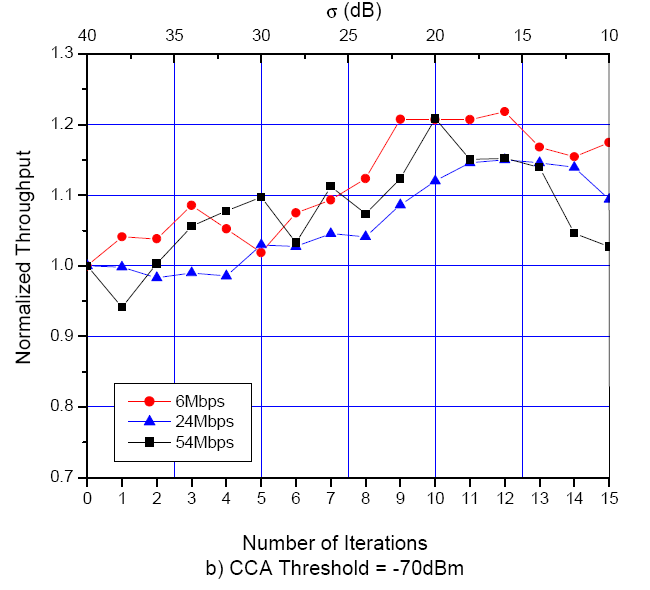 σ (dB)
40 35 30 25 20 15 10
1.3
1.2
1.1
1.0
0.9
0.8
0.7
Normalized Throughput
6Mbps
24Mbps
54Mbps
0 1 2 3 4 5 6 7 8 9 10 11 12 13 14 15
Number of Iterations
b) CCA Threshold = -70dBm